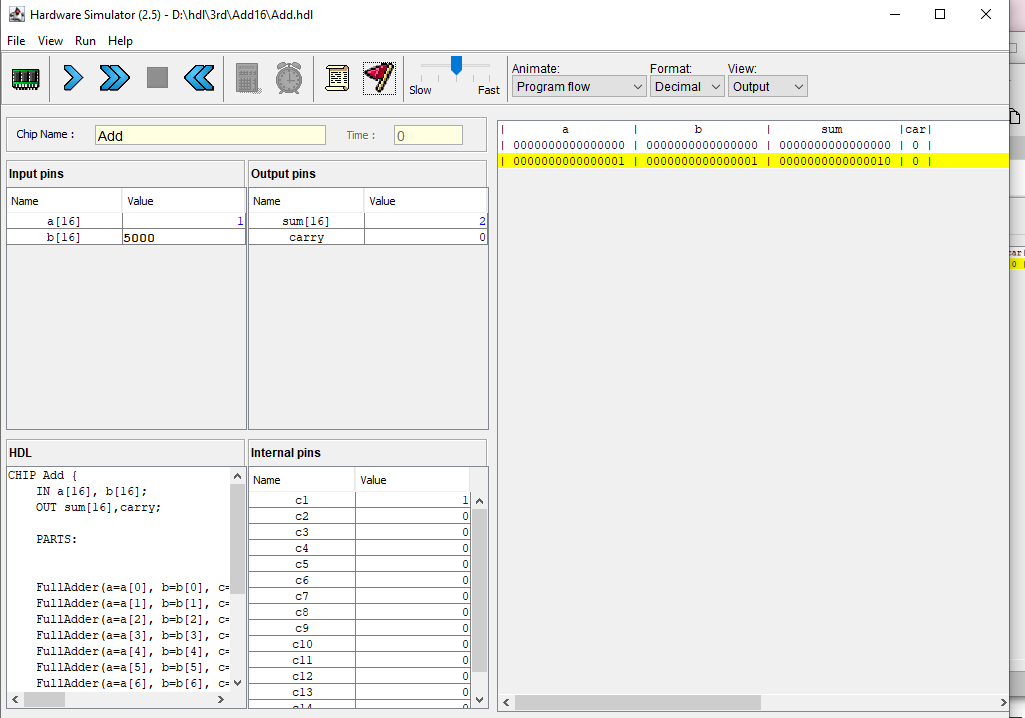 Hardware Simulator (2.5) - D:\hdl\3rd\Add16\Add.hdl
File View Run Help
Slow Fast
Animate: Format: View:
Program flow Decimal Output
Chip Name : Add Time : 0
Input pins
Name Value
a[16] 1
b[16] 5000
Output pins
Name Value
sum[16] 2
carry 0
HDL
CHIP Add {
IN a[16], b[16];
OUT sum[16],carry;
PARTS:
FullAdder(a=a[0], b=b[0], c=
FullAdder(a=a[1], b=b[1], c=
FullAdder(a=a[2], b=b[2], c=
FullAdder(a=a[3], b=b[3], c=
FullAdder(a=a[4], b=b[4], c=
FullAdder(a=a[5], b=b[5], c=
FullAdder(a=a[6], b=b[6], c=
Internal pins
Name Value
c1 1
c2 0
c3 0
c4 0
c5 0
c6 0
c7 0
c8 0
c9 0
c10 0
c11 0
c12 0
c13 0
c14 0
| a | b | sum |car|
| 0000000000000000 | 0000000000000000 | 0000000000000000 | 0 |
| 0000000000000001 | 0000000000000001 | 0000000000000010 | 0 |
car|
0 |